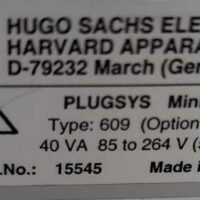 HUGO SACHS ELE
HARVARD APPARA
D-79232 March (Ger
PLUGSYS Mini
Type: 609 (Option
40 VA 85 to 264 V (
.No.: 15545 Made in